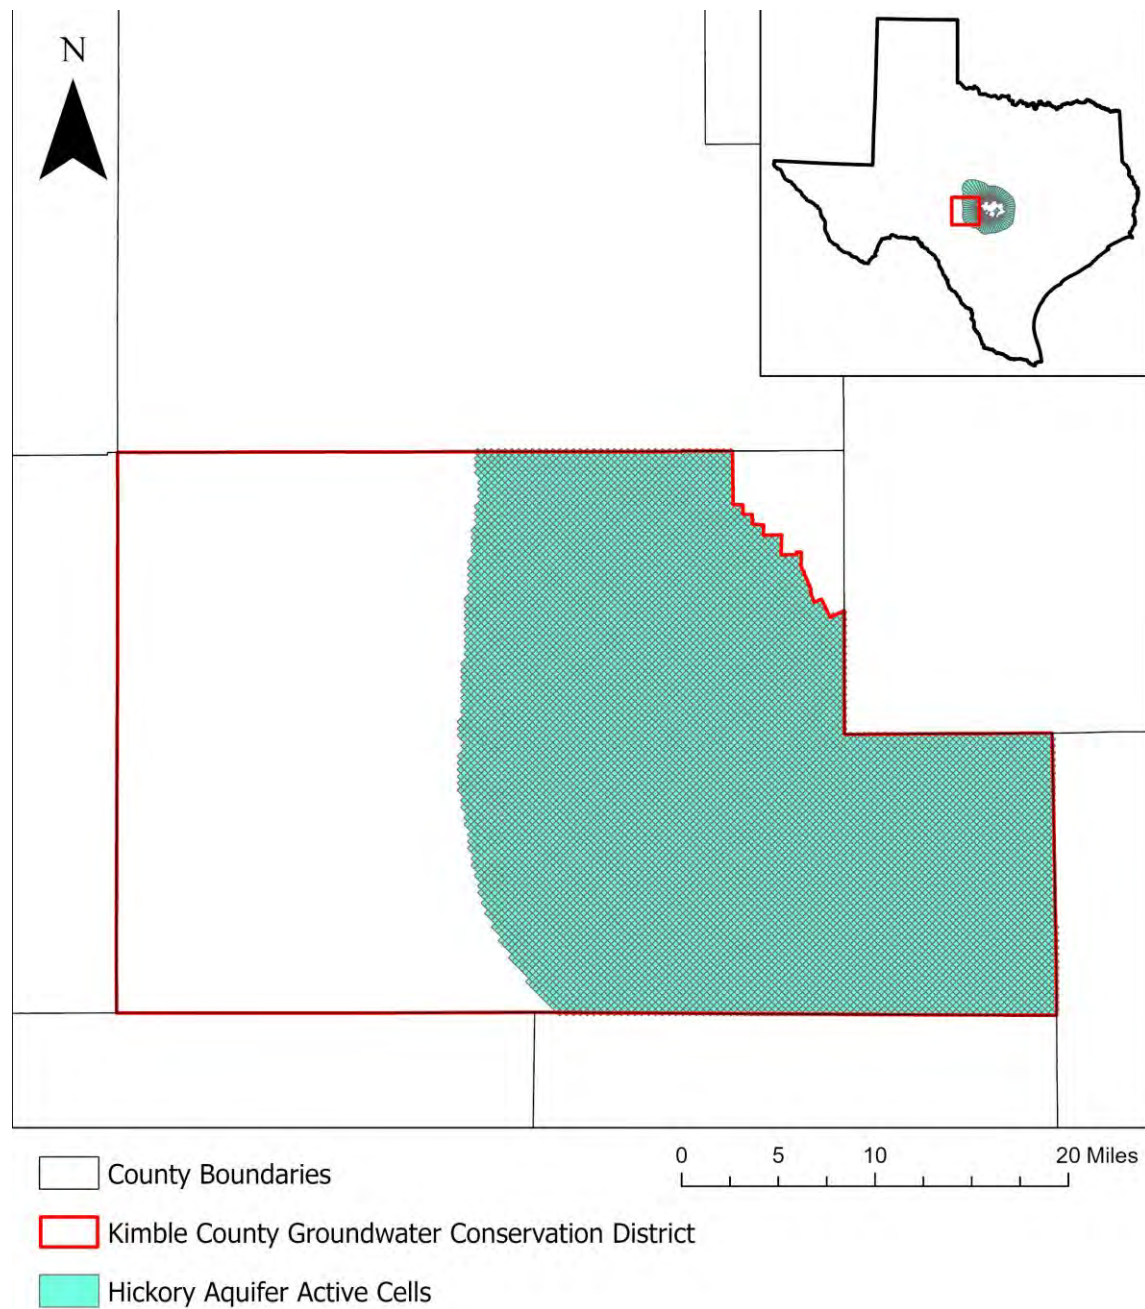 N
0 5 10 20 Miles
County Boundaries
Kimble County Groundwater Conservation District
Hickory Aquifer Active Cells